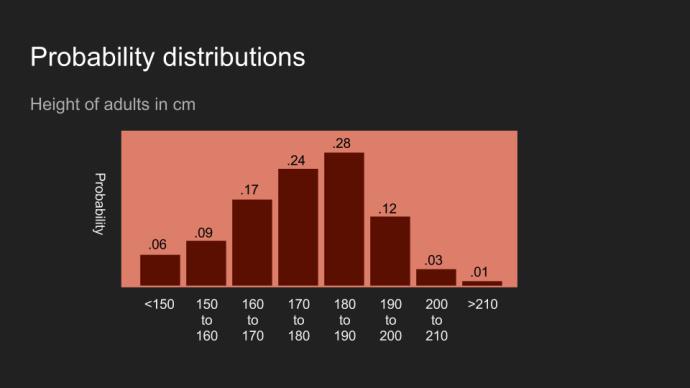 Probability distributions
Height of adults in cm
Probability
.06
.09
.17
.24
.28
.12
.03
.01
<150
150
to
160
160
to
170
170
to
180
180
to
190
190
to
200
200
to
210
>210